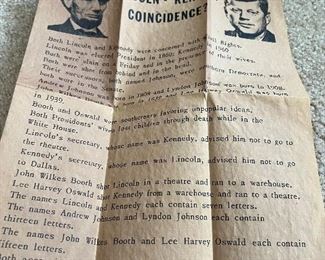 COINCIDENCE?
Both Lincoln and Kennedy were concerned with Rights.
Lincoln was elected President in 1860; Kennedy in 1960
Both were slain on a Friday and in the presence of their wives.
Both were shot from behind and in the head.
Their successors, both named Johnson, were Southern Democrats, and
Andrew Johnson was born in 1808 and Lyndon Johnson was born in 1908.
in 1939.
Booth and Oswald were southerners favoring unpopular ideas.
Both Presidents' wives lost children through death while in the
White House.
Lincoln's secretary, whose name was Kennedy, advised him not to go
to the theatre.
Kennedy's secretary, whose name was Lincoln, advised him not to go
to Dallas.
John Wilkes Booth shot Lincoln in a theatre and ran to a warehouse.
Lee Harvey Oswald shot Kennedy from a warehouse and ran to a theatre.
The names Lincoln and Kennedy each contain seven letters.
The names Andrew Johnson and Lyndon Johnson each contain
thirteen letters.
The names John Wilkes Booth and Lee Harvey Oswald each contain
fifteen letters.